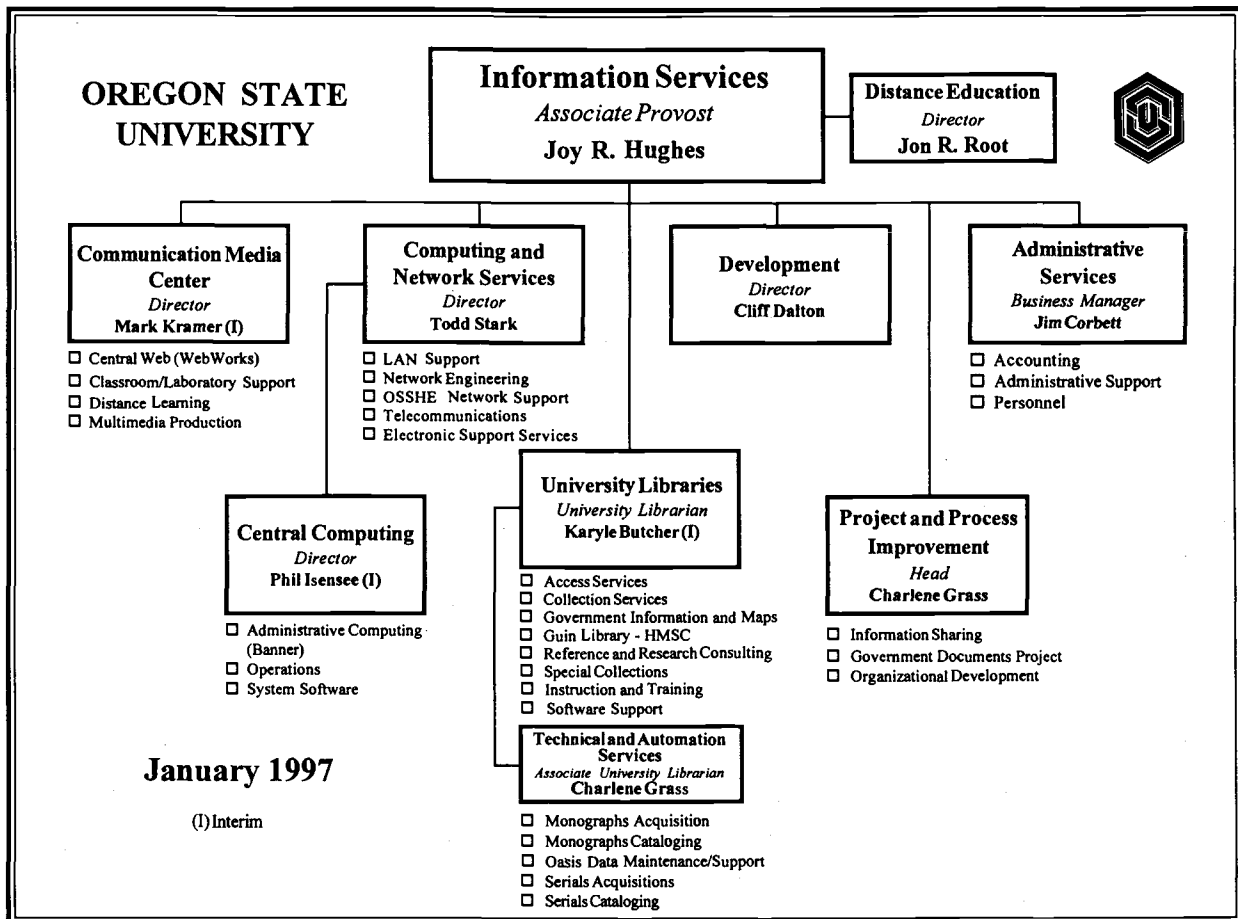 OREGON STATE
UNIVERSITY
Information Services
Associate Provost
Joy R. Hughes
Distance Education
Director
Jon R. Root
Communication Media
Center
Director
Mark Kramer (I)
☐ Central Web (WebWorks)
☐ Classroom/Laboratory Support
☐ Distance Learning
☐ Multimedia Production
Computing and
Network Services
Director
Todd Stark
☐ LAN Support
☐ Network Engineering
☐ OSSHE Network Support
☐ Telecommunications
☐ Electronic Support Services
Development
Director
Cliff Dalton
Administrative
Services
Business Manager
Jim Corbett
☐ Accounting
☐ Administrative Support
☐ Personnel
Central Computing
Director
Phil Isensee (I)
☐ Administrative Computing
(Banner)
☐ Operations
☐ System Software
University Libraries
University Librarian
Karyle Butcher (I)
☐ Access Services
☐ Collection Services
☐ Government Information and Maps
☐ Guin Library - HMSC
☐ Reference and Research Consulting
☐ Special Collections
☐ Instruction and Training
☐ Software Support
Project and Process
Improvement
Head
Charlene Grass
☐ Information Sharing
☐ Government Documents Project
☐ Organizational Development
Technical and Automation
Services
Associate University Librarian
Charlene Grass
☐ Monographs Acquisition
☐ Monographs Cataloging
☐ Oasis Data Maintenance/Support
☐ Serials Acquisitions
☐ Serials Cataloging
January 1997
(I) Interim